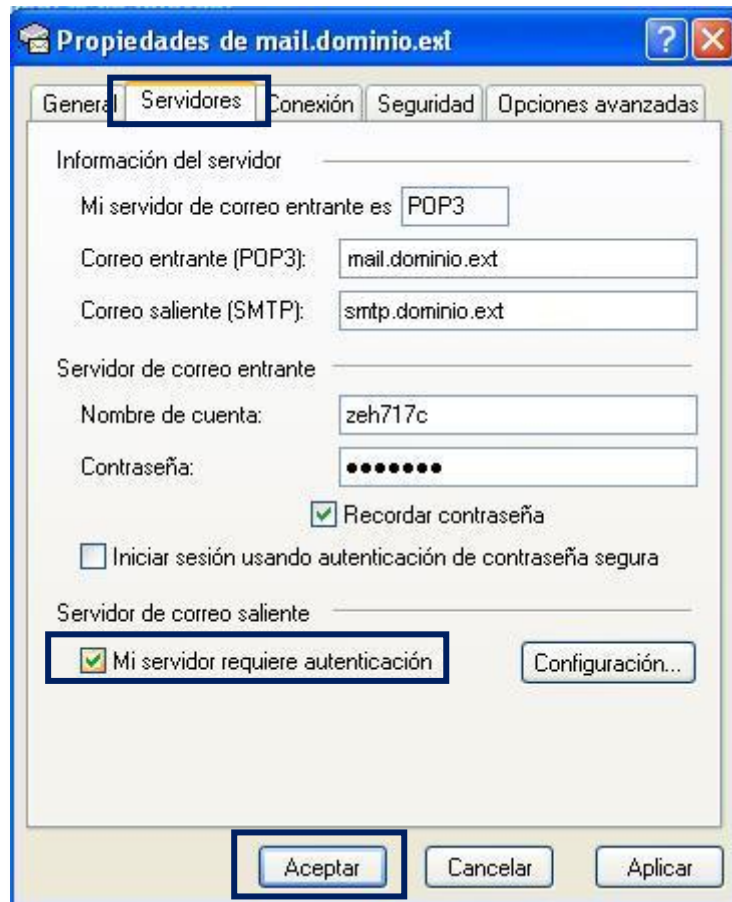 Propiedades de mail.dominio.ext
General Servidores Conexión Seguridad Opciones avanzadas
Información del servidor
Mi servidor de correo entrante es POP3
Correo entrante (POP3): mail.dominio.ext
Correo saliente (SMTP): smtp.dominio.ext
Servidor de correo entrante
Nombre de cuenta: zeh717c
Contraseña: ●●●●●●●
Recordar contraseña
Iniciar sesión usando autenticación de contraseña segura
Servidor de correo saliente
Mi servidor requiere autenticación Configuración...
Aceptar Cancelar Aplicar